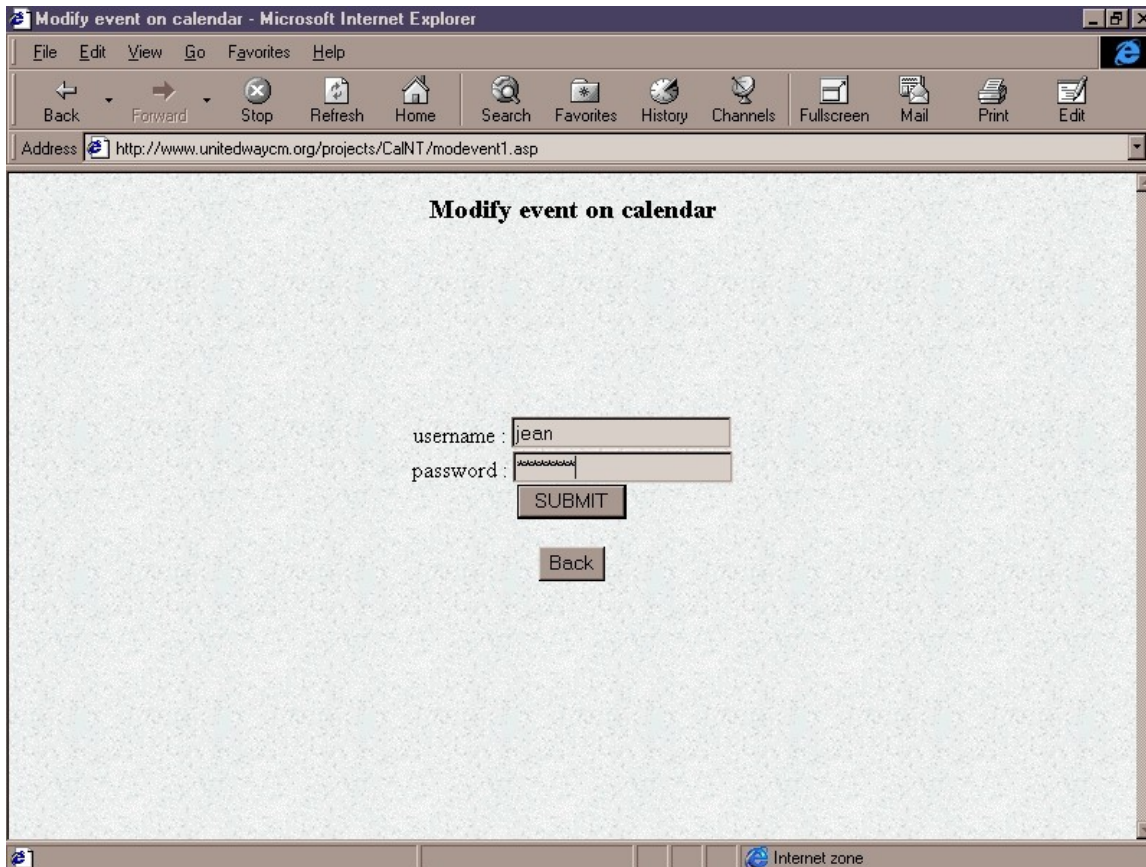 Modify event on calendar - Microsoft Internet Explorer
File Edit View Go Favorites Help
Back Forward Stop Refresh Home Search Favorites History Channels Fullscreen Mail Print Edit
Address http://www.unitedwaycm.org/projects/CalNT/modevent1.asp
Modify event on calendar
username : jean
password : *********
SUBMIT
Back
Internet zone